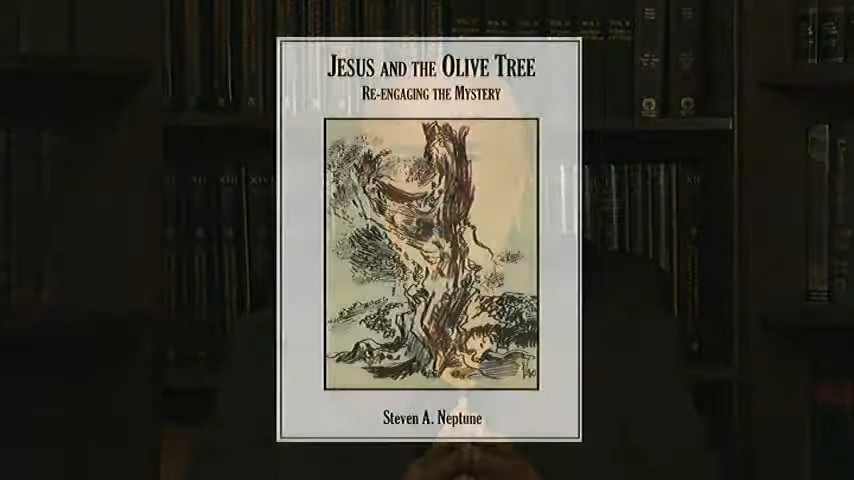 JESUS AND THE OLIVE TREE
RE-ENGAGING THE MYSTERY
Steven A. Neptune